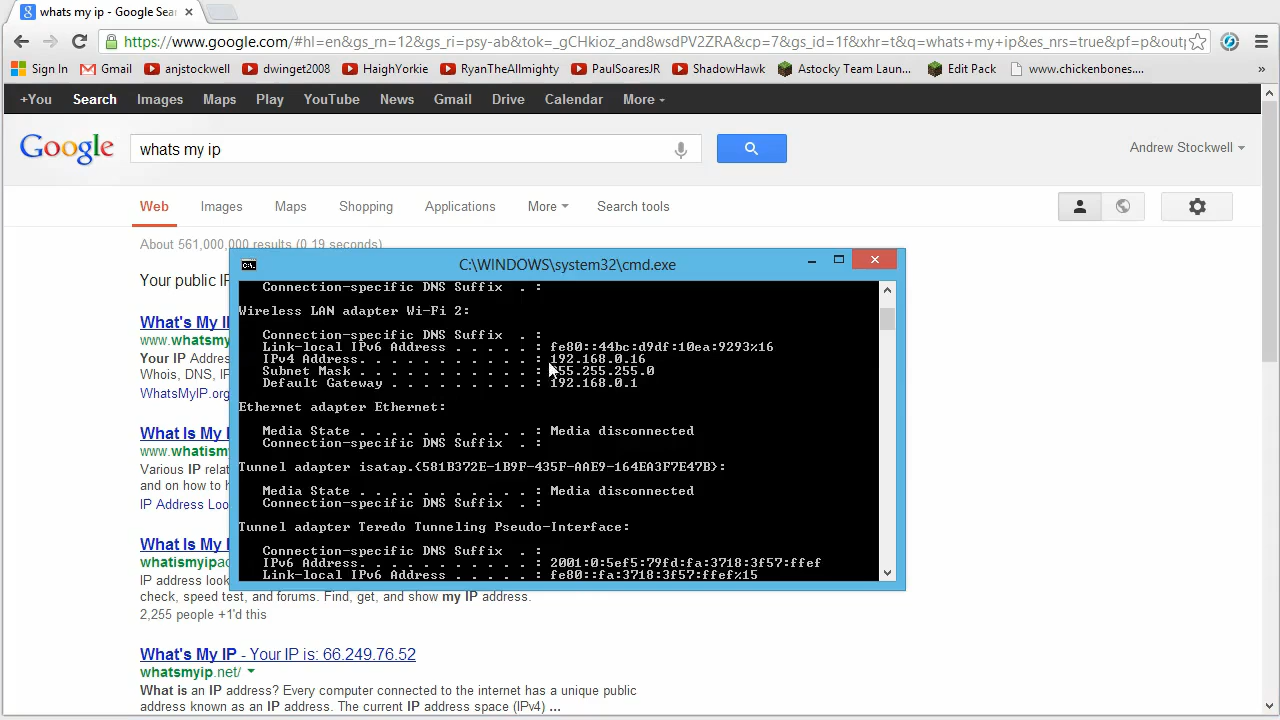 whats my ip - Google Sear
https://www.google.com/#hl=en&gs_rn=12&gs_ri=psy-ab&tok=_gCHkioz_and8wsdPV2ZRA&cp=7&gs_id=1f&xhr=t&q=whats+my+ip&es_nrs=true&pf=p&outp
Sign In Gmail anjstockwell dwinget2008 HaighYorkie RyanTheAllmighty PaulSoaresJR ShadowHawk Astocky Team Laun... Edit Pack www.chickenbones.... »
+You Search Images Maps Play YouTube News Gmail Drive Calendar More
Google whats my ip Andrew Stockwell
Web Images Maps Shopping Applications More Search tools
About 561,000,000 results (0.19 seconds)
Your public IP
What's My I
www.whatsmy
Your IP Addres
Whois, DNS, IP
WhatsMyIP.org
What Is My I
www.whatismy
Various IP relat
and on how to h
IP Address Loo
What Is My I
whatismyipad
IP address look
check, speed test, and forums. Find, get, and show my IP address.
2,255 people +1'd this
What's My IP - Your IP is: 66.249.76.52
whatsmyip.net/
What is an IP address? Every computer connected to the internet has a unique public
address known as an IP address. The current IP address space (IPv4) ...
C:\WINDOWS\system32\cmd.exe
Connection-specific DNS Suffix . :
Wireless LAN adapter Wi-Fi 2:
Connection-specific DNS Suffix . :
Link-local IPv6 Address . . . . . : fe80::44bc:d9df:10ea:9293%16
IPv4 Address. . . . . . . . . . . : 192.168.0.16
Subnet Mask . . . . . . . . . . . : 255.255.255.0
Default Gateway . . . . . . . . . : 192.168.0.1
Ethernet adapter Ethernet:
Media State . . . . . . . . . . . : Media disconnected
Connection-specific DNS Suffix . :
Tunnel adapter isatap.{581B372E-1B9F-435F-AAE9-164EA3F7E47B}:
Media State . . . . . . . . . . . : Media disconnected
Connection-specific DNS Suffix . :
Tunnel adapter Teredo Tunneling Pseudo-Interface:
Connection-specific DNS Suffix . :
IPv6 Address. . . . . . . . . . . : 2001:0:5ef5:79fd:fa:3718:3f57:ffef
Link-local IPv6 Address . . . . . : fe80::fa:3718:3f57:ffef%15